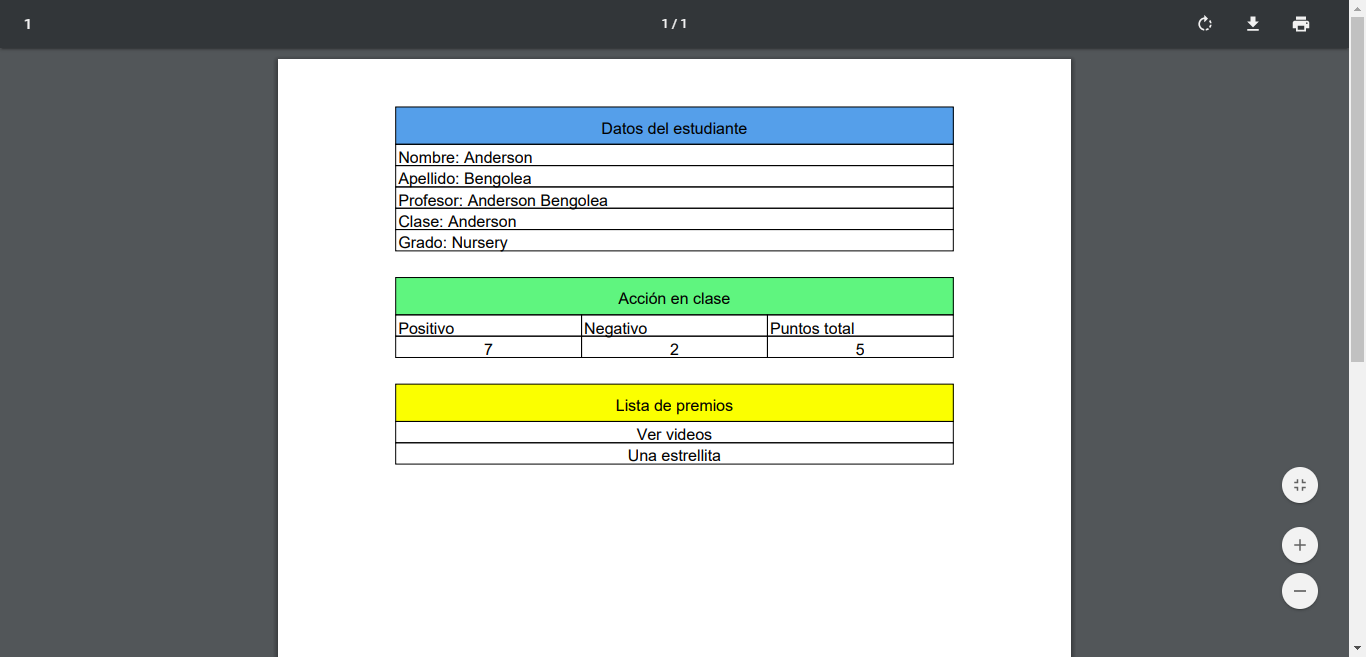 1
1 / 1
Datos del estudiante
Nombre: Anderson
Apellido: Bengolea
Profesor: Anderson Bengolea
Clase: Anderson
Grado: Nursery
Acción en clase
Positivo Negativo Puntos total
7 2 5
Lista de premios
Ver videos
Una estrellita